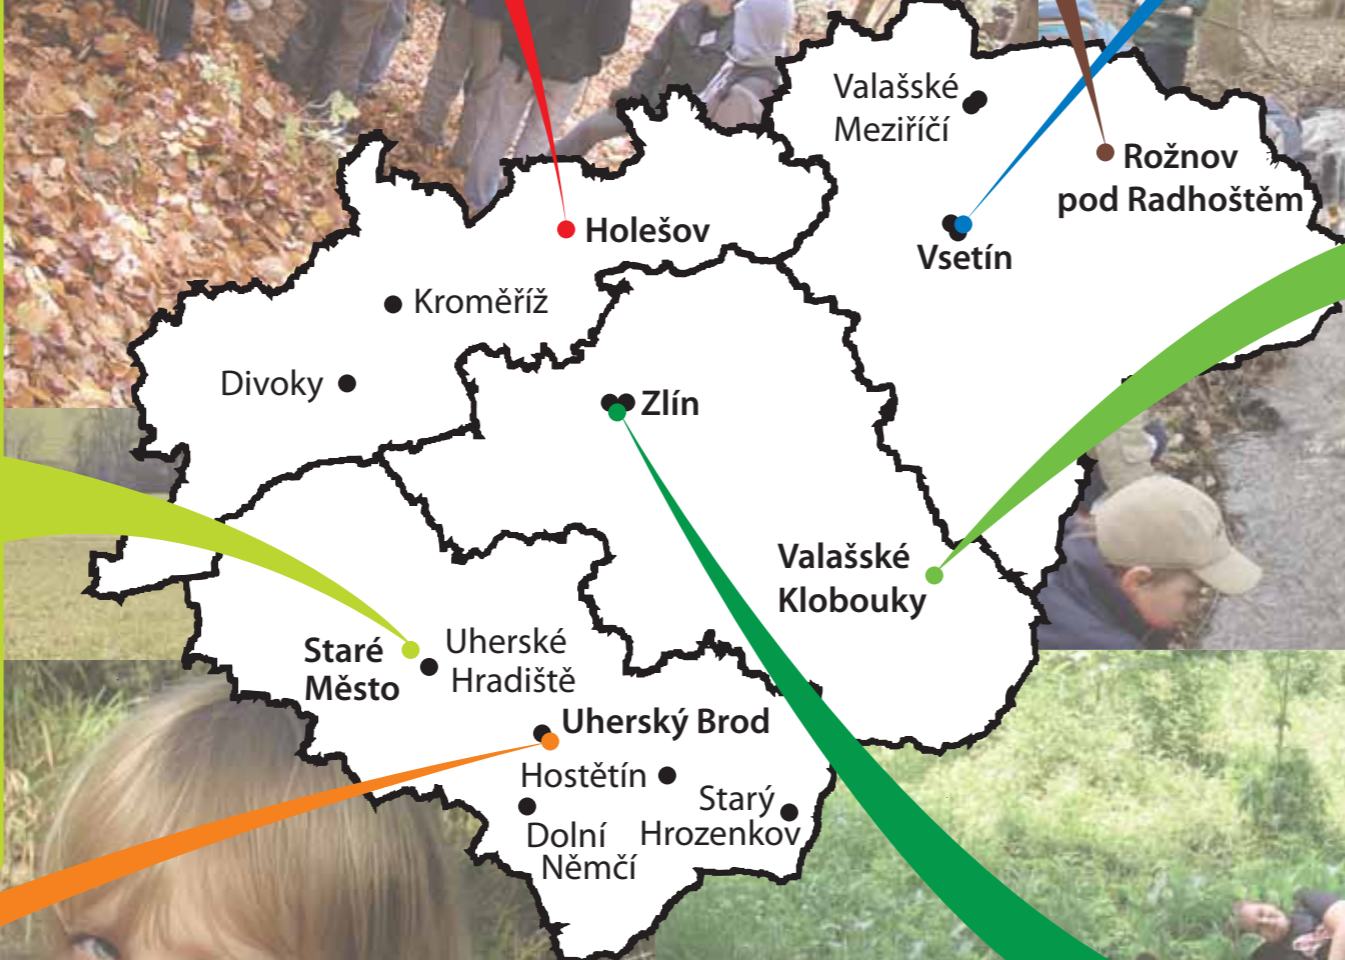 Valašské
Meziříčí
Rožnov
pod Radhoštěm
Holešov
Vsetín
Kroměříž
Divoky
Zlín
Valašské
Klobouky
Staré
Město
Uherské
Hradiště
Uherský Brod
Hostětín
Starý
Hrozenkov
Dolní
Němčí